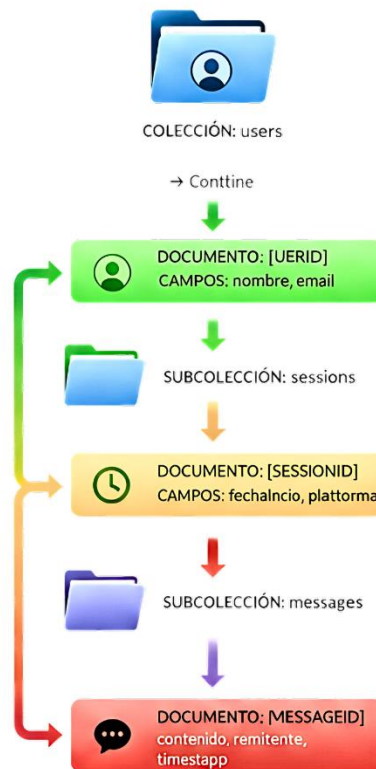 COLECCIÓN: users
→ Conttine
DOCUMENTO: [UERID]
CAMPOS: nombre, email
SUBCOLECCIÓN: sessions
DOCUMENTO: [SESSIONID]
CAMPOS: fechalncio, plattorma
SUBCOLECCIÓN: messages
DOCUMENTO: [MESSAGEID]
contenido, remitente,
timestapp